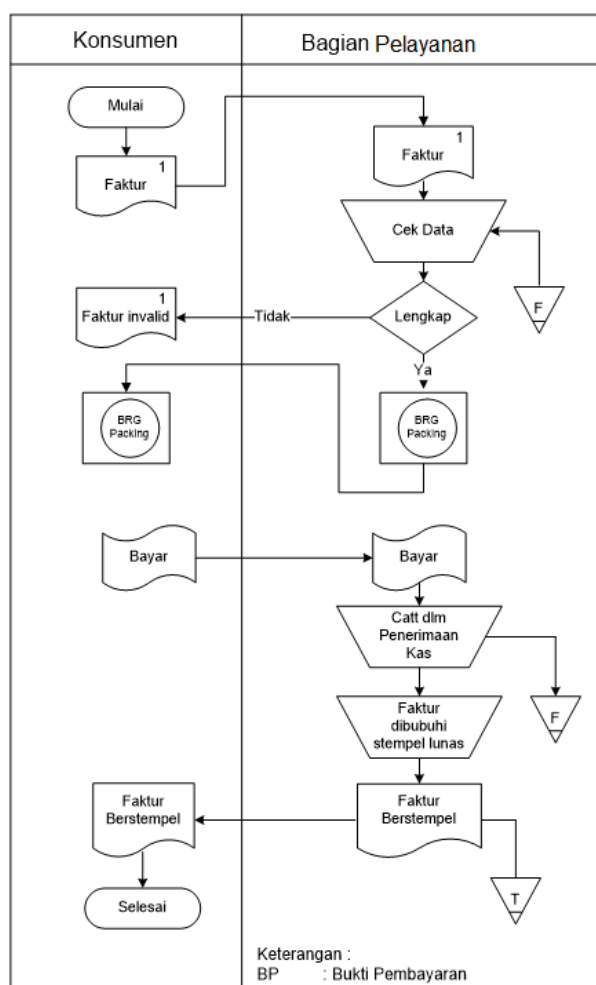 Konsumen
Bagian Pelayanan
Mulai
1
Faktur
1
Faktur
Cek Data
F
1
Faktur invalid
Tidak
Lengkap
Ya
BRG
Packing
BRG
Packing
Bayar
Bayar
Catt dlm
Penerimaan
Kas
F
Faktur
dibubuhi
stempel lunas
Faktur
Berstempel
Faktur
Berstempel
T
Selesai
Keterangan :
BP : Bukti Pembayaran